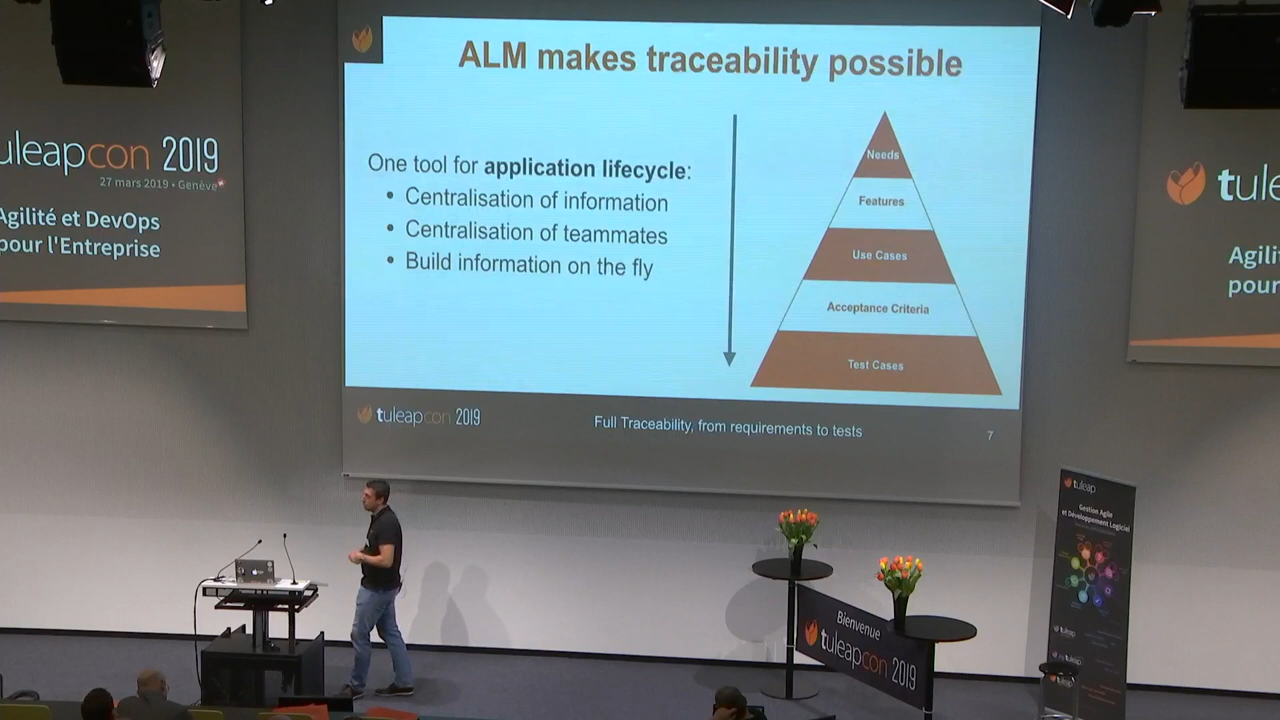 uleapcon 2019
27 mars 2019 • Genève
Agilité et DevOps
pour l'Entreprise
ALM makes traceability possible
One tool for application lifecycle:
• Centralisation of information
• Centralisation of teammates
• Build information on the fly
Needs
Features
Use Cases
Acceptance Criteria
Test Cases
tuleapcon 2019
Full Traceability, from requirements to tests
7
tule
Agili
pour
tuleap
Gestion Agile
et Développement Logiciel
Bienvenue
tuleapcon 2019